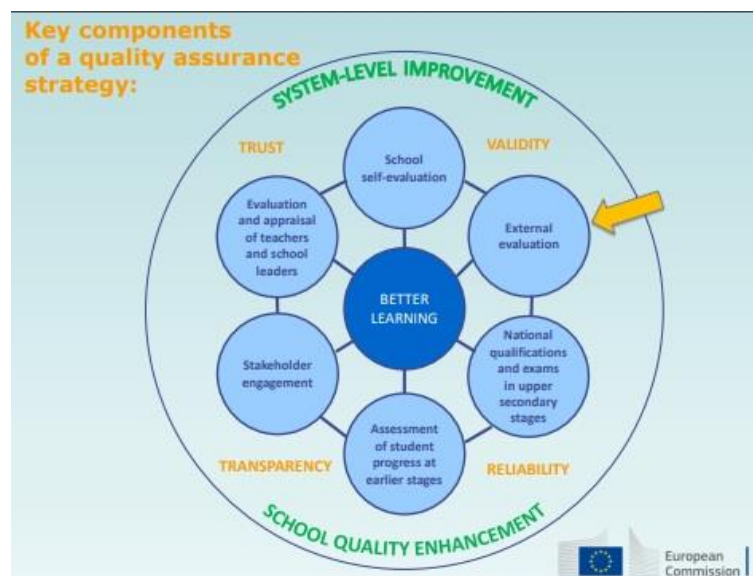 Key components
of a quality assurance
strategy:
SYSTEM-LEVEL IMPROVEMENT
TRUST
VALIDITY
School
self-evaluation
Evaluation
and appraisal
of teachers
and school
leaders
External
evaluation
BETTER
LEARNING
Stakeholder
engagement
National
qualifications
and exams
in upper
secondary
stages
Assessment
of student
progress at
earlier stages
TRANSPARENCY
RELIABILITY
SCHOOL QUALITY ENHANCEMENT
European
Commission